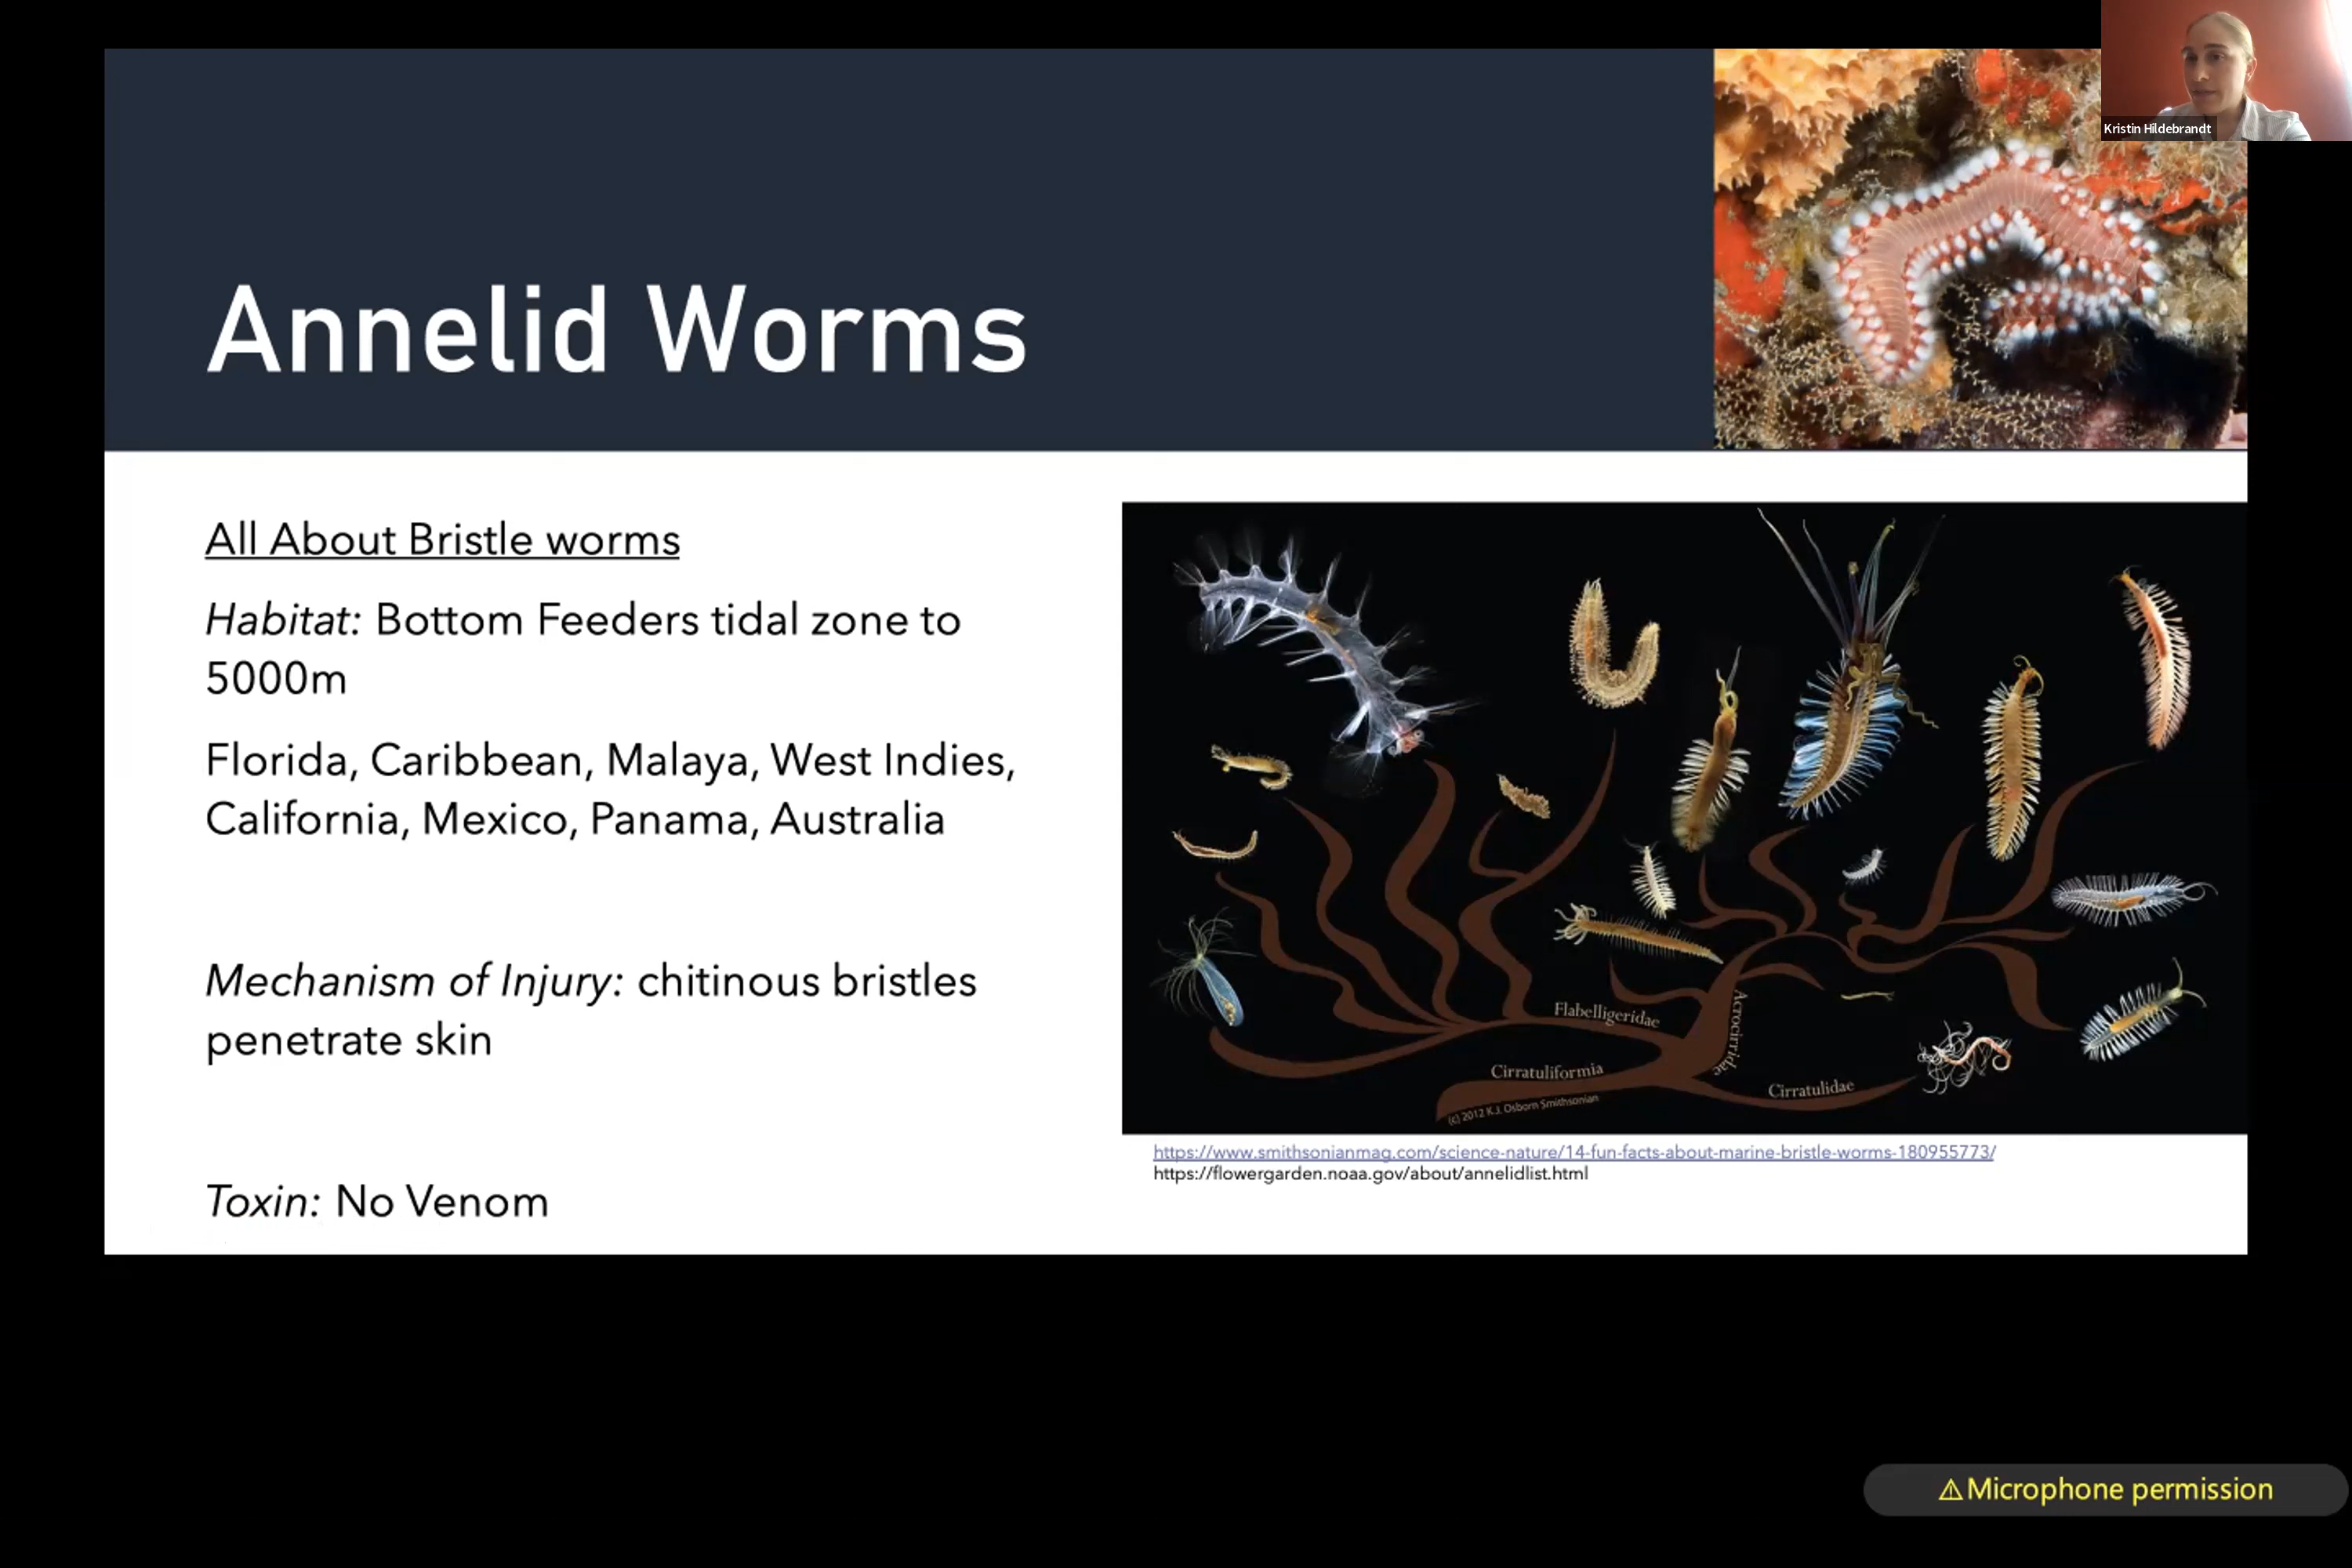 Kristin Hildebrandt
Annelid Worms
All About Bristle worms
Habitat: Bottom Feeders tidal zone to
5000m
Florida, Caribbean, Malaya, West Indies,
California, Mexico, Panama, Australia
Mechanism of Injury: chitinous bristles
penetrate skin
Toxin: No Venom
Flabelligeridae
Acrocirridae
Cirratuliformia
Cirratulidae
(c) 2012 K.J. Osborn Smithsonian
https://www.smithsonianmag.com/science-nature/14-fun-facts-about-marine-bristle-worms-180955773/
https://flowergarden.noaa.gov/about/annelidlist.html
⚠Microphone permission